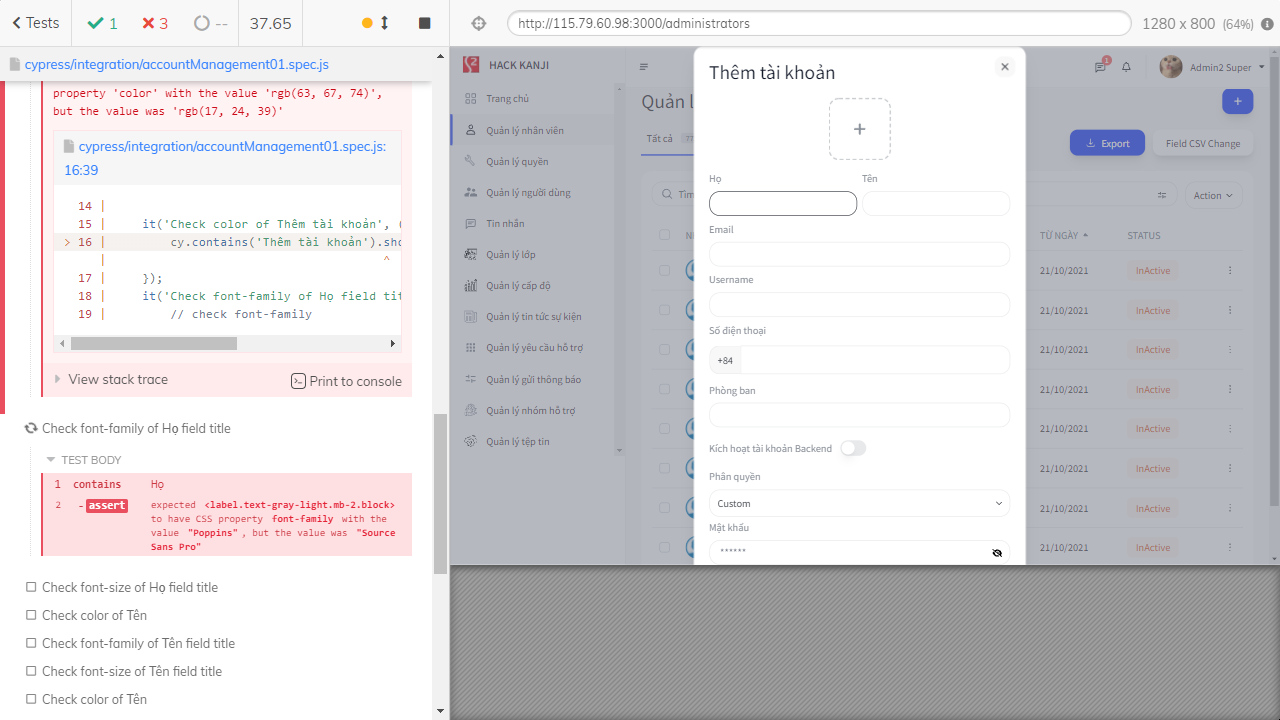 Tests
1
3
--
37.65
http://115.79.60.98:3000/administrators
1280 x 800 (64%)
cypress/integration/accountManagement01.spec.js
property 'color' with the value 'rgb(63, 67, 74)',
but the value was 'rgb(17, 24, 39)'
cypress/integration/accountManagement01.spec.js:
16:39
14 |
15 | it('Check color of Thêm tài khoản',
> 16 | cy.contains('Thêm tài khoản').sho
| ^
17 | });
18 | it('Check font-family of Họ field tit
19 | // check font-family
View stack trace
Print to console
Check font-family of Họ field title
TEST BODY
1 contains Họ
2 -assert expected <label.text-gray-light.mb-2.block>
to have CSS property font-family with the
value "Poppins", but the value was "Source
Sans Pro"
Check font-size of Họ field title
Check color of Tên
Check font-family of Tên field title
Check font-size of Tên field title
Check color of Tên
HACK KANJI
Trang chủ
Quản lý nhân viên
Quản lý quyền
Quản lý người dùng
Tin nhắn
Quản lý lớp
Quản lý cấp độ
Quản lý tin tức sự kiện
Quản lý yêu cầu hỗ trợ
Quản lý gửi thông báo
Quản lý nhóm hỗ trợ
Quản lý tệp tin
1
Admin2 Super
Quản l
+
Tất cả
Export
Field CSV Change
Tìm
Action
TỪ NGÀY
STATUS
21/10/2021 InActive
21/10/2021 InActive
21/10/2021 InActive
21/10/2021 InActive
21/10/2021 InActive
21/10/2021 InActive
21/10/2021 InActive
21/10/2021 InActive
Thêm tài khoản
+
Họ
Tên
Email
Username
Số điện thoại
+84
Phòng ban
Kích hoạt tài khoản Backend
Phân quyền
Custom
Mật khẩu
******